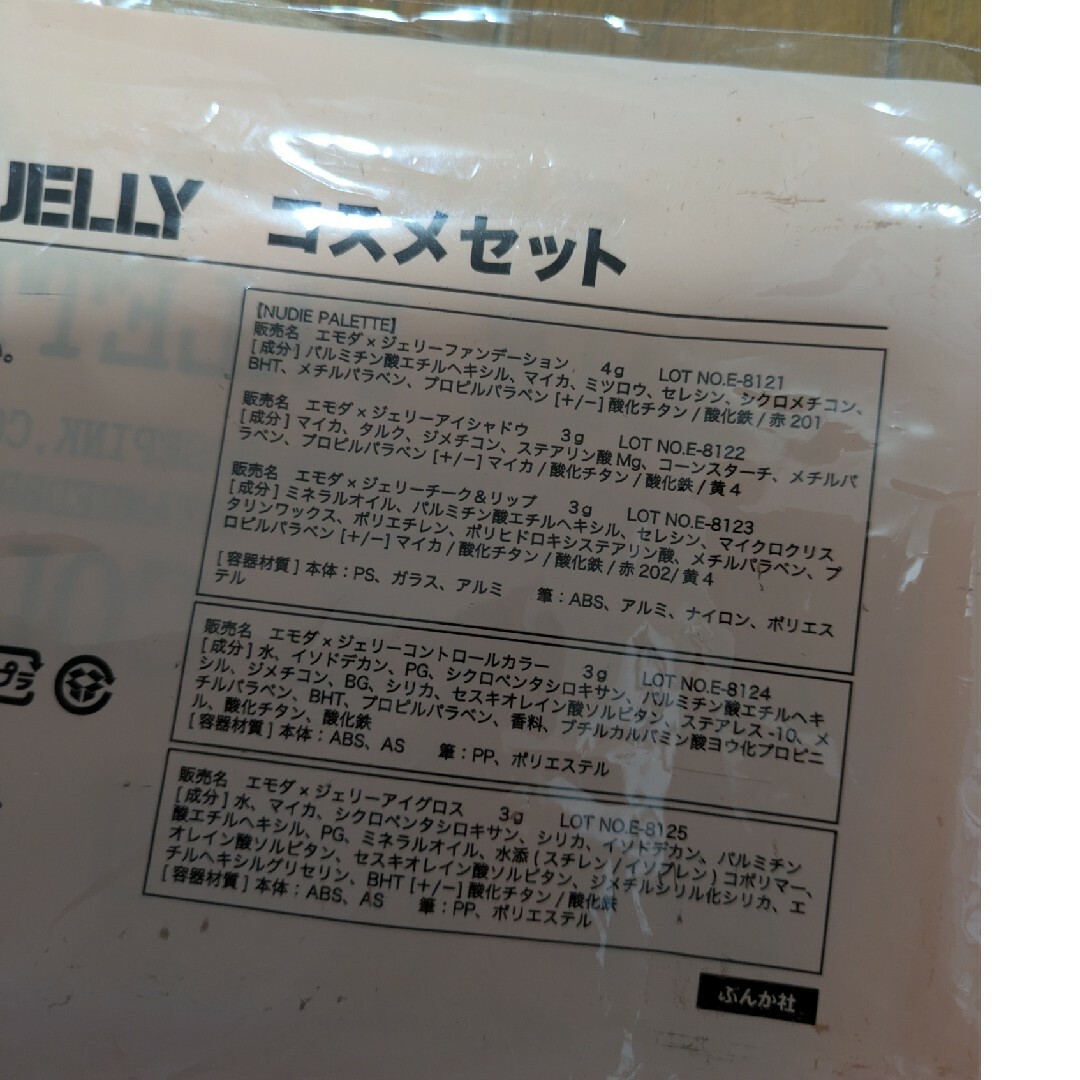 JELLY コスメセット
【NUDIE PALETTE】
販売名 エモダ×ジェリーファンデーション 4g LOT NO.E-8121
[成分] パルミチン酸エチルヘキシル、マイカ、ミツロウ、セレシン、シクロメチコン、
BHT、メチルパラベン、プロピルパラベン [+/−] 酸化チタン / 酸化鉄 / 赤201
販売名 エモダ×ジェリーアイシャドウ 3g LOT NO.E-8122
[成分] マイカ、タルク、ジメチコン、ステアリン酸Mg、コーンスターチ、メチルパ
ラベン、プロピルパラベン [+/−] マイカ / 酸化チタン / 酸化鉄 / 黄4
販売名 エモダ×ジェリーチーク&リップ 3g LOT NO.E-8123
[成分] ミネラルオイル、パルミチン酸エチルヘキシル、セレシン、マイクロクリス
タリンワックス、ポリエチレン、ポリヒドロキシステアリン酸、メチルパラベン、プ
ロピルパラベン [+/−] マイカ / 酸化チタン / 酸化鉄 / 赤202/ 黄4
[容器材質] 本体:PS、ガラス、アルミ 筆:ABS、アルミ、ナイロン、ポリエス
テル
販売名 エモダ×ジェリーコントロールカラー 3g LOT NO.E-8124
[成分] 水、イソドデカン、PG、シクロペンタシロキサン、パルミチン酸エチルヘキ
シル、ジメチコン、BG、シリカ、セスキオレイン酸ソルビタン、ステアレス-10、メ
チルパラベン、BHT、プロピルパラベン、香料、ブチルカルバミン酸ヨウ化プロピニ
ル、酸化チタン、酸化鉄
[容器材質] 本体:ABS、AS 筆:PP、ポリエステル
プラ
販売名 エモダ×ジェリーアイグロス 3g LOT NO.E-8125
[成分] 水、マイカ、シクロペンタシロキサン、シリカ、イソドデカン、パルミチン
酸エチルヘキシル、PG、ミネラルオイル、水添(スチレン/イソプレン)コポリマー、
オレイン酸ソルビタン、セスキオレイン酸ソルビタン、ジメチルシリル化シリカ、エ
チルヘキシルグリセリン、BHT [+/−] 酸化チタン / 酸化鉄
[容器材質] 本体:ABS、AS 筆:PP、ポリエステル
ぶんか社